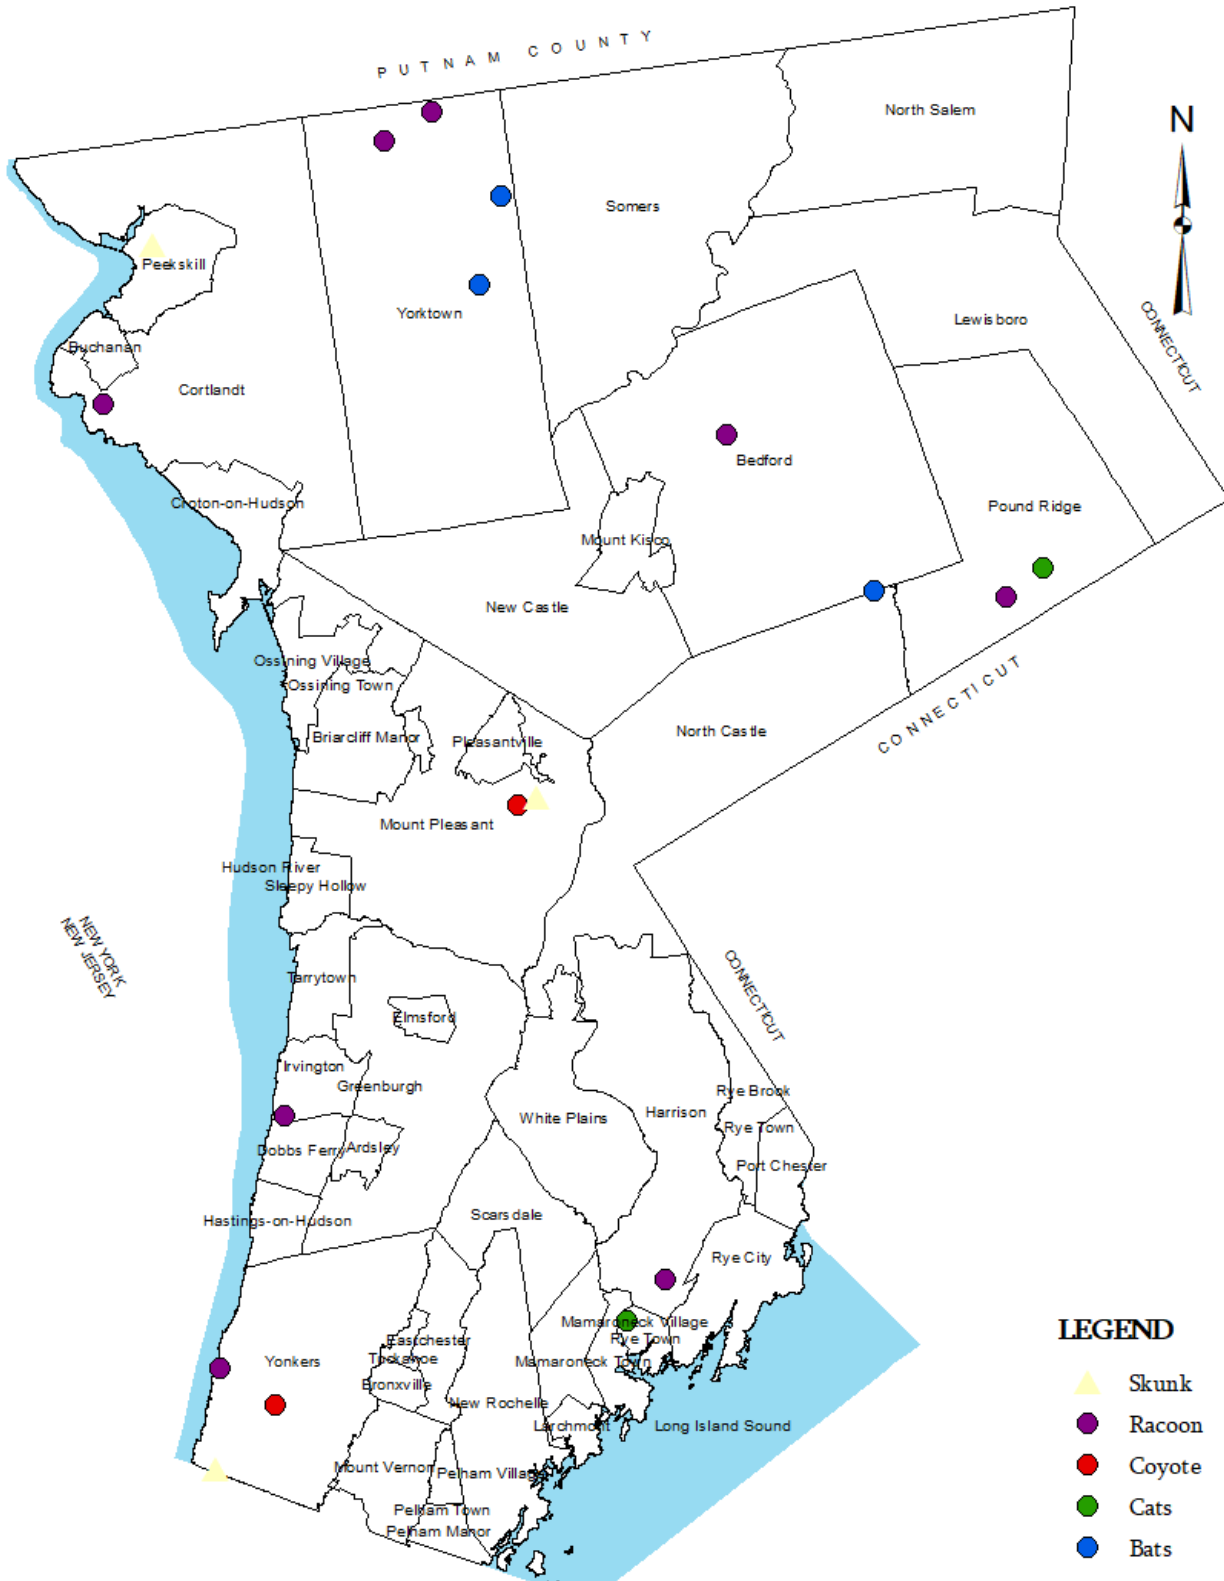 PUTNAM COUNTY
North Salem
N
Somers
Peekskill
Yorktown
Lewisboro
CONNECTICUT
Buchanan
Cortlandt
Bedford
Croton-on-Hudson
Pound Ridge
Mount Kisco
New Castle
Ossining Village
Ossining Town
CONNECTICUT
North Castle
Briarcliff Manor
Pleasantville
Mount Pleasant
Hudson River
Sleepy Hollow
NEW YORK
NEW JERSEY
Tarrytown
CONNECTICUT
Elmsford
Irvington
Greenburgh
Rye Brook
White Plains
Harrison
Rye Town
Dobbs Ferry
Ardsley
Port Chester
Hastings-on-Hudson
Scarsdale
Rye City
Mamaroneck Village
Rye Town
Eastchester
Tuckahoe
Yonkers
Mamaroneck Town
Bronxville
New Rochelle
Larchmont
Long Island Sound
Mount Vernon
Pelham Village
Pelham Town
Pelham Manor
LEGEND
Skunk
Racoon
Coyote
Cats
Bats